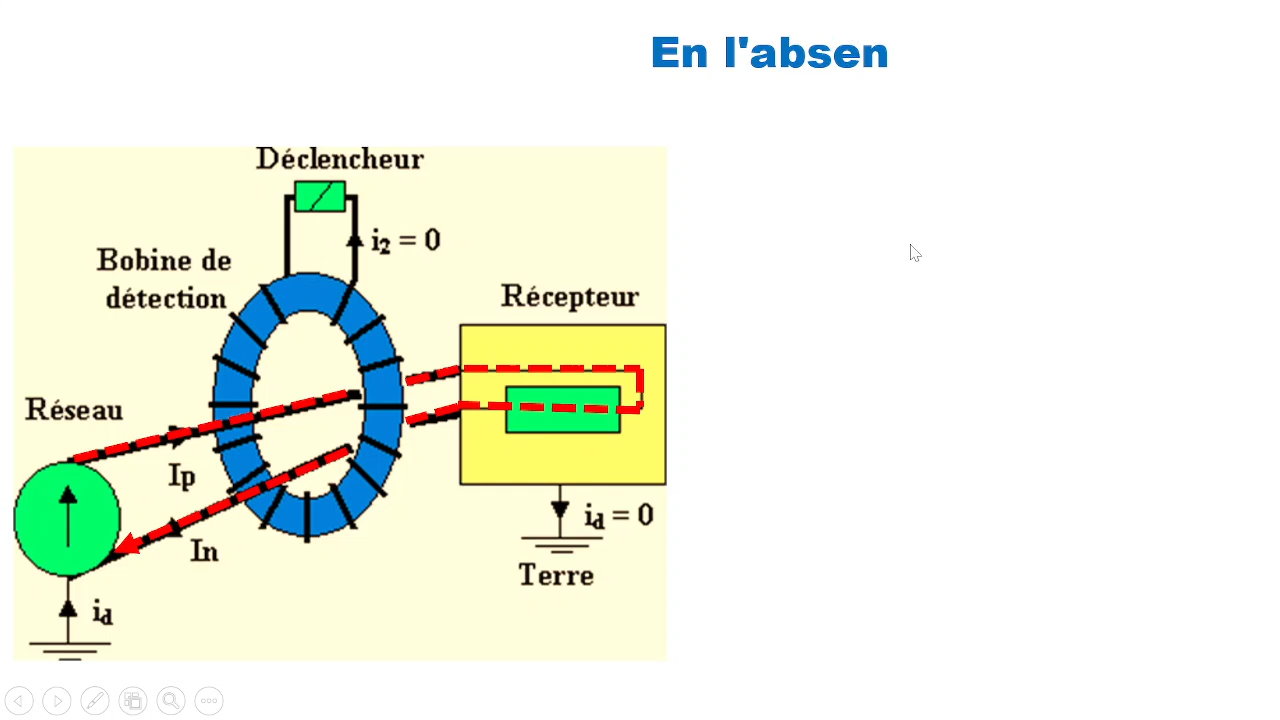 En l'absen
Déclencheur
i2 = 0
Bobine de
détection
Récepteur
Réseau
Ip
id = 0
In
Terre
id